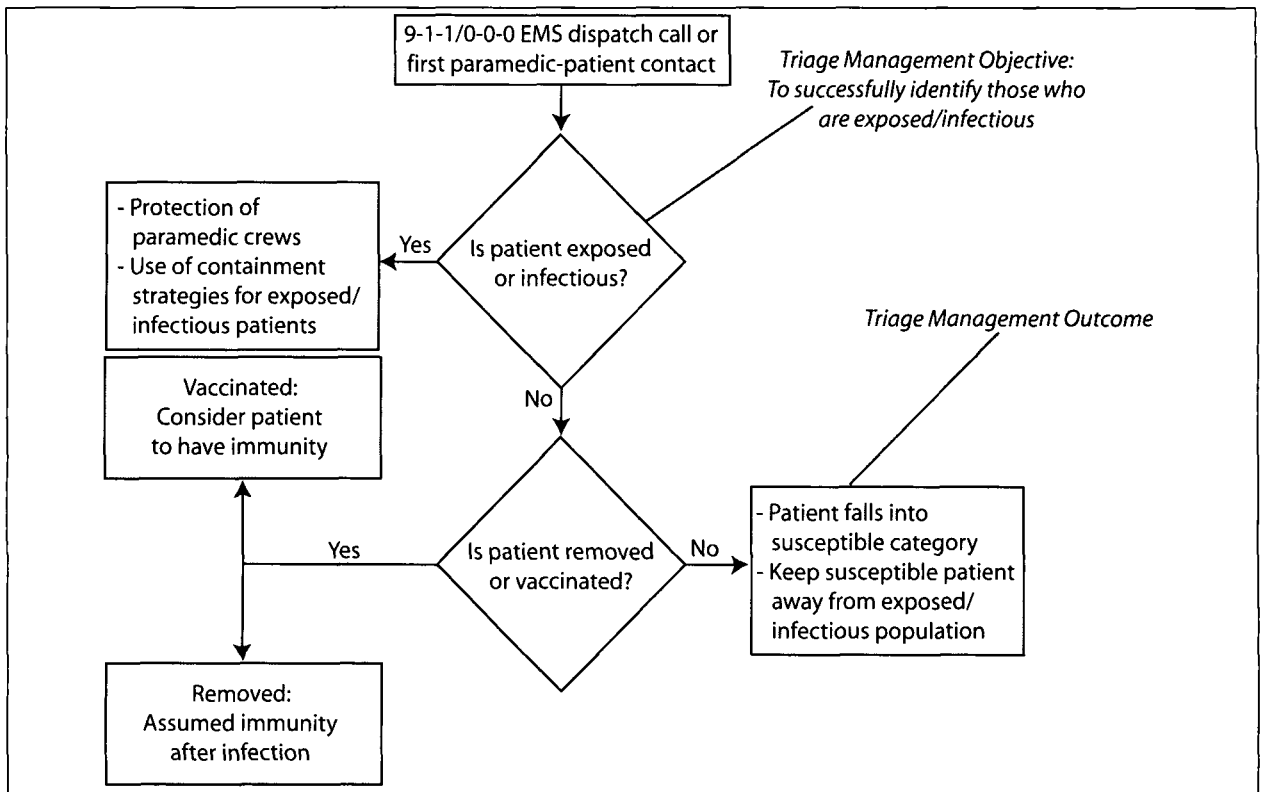 9-1-1/0-0-0 EMS dispatch call or
first paramedic-patient contact
Triage Management Objective:
To successfully identify those who
are exposed/infectious
- Protection of
paramedic crews
- Use of containment
strategies for exposed/
infectious patients
Yes
Is patient exposed
or infectious?
No
Triage Management Outcome
Vaccinated:
Consider patient
to have immunity
Yes
Is patient removed
or vaccinated?
No
- Patient falls into
susceptible category
- Keep susceptible patient
away from exposed/
infectious population
Removed:
Assumed immunity
after infection